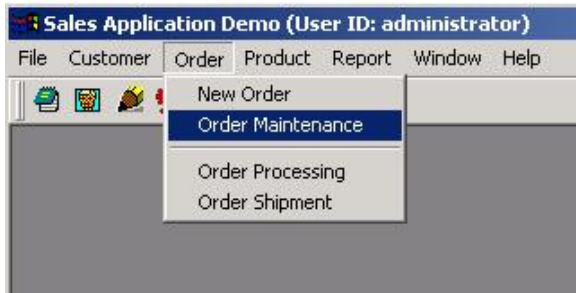 Sales Application Demo (User ID: administrator)
File Customer Order Product Report Window Help
New Order
Order Maintenance
Order Processing
Order Shipment